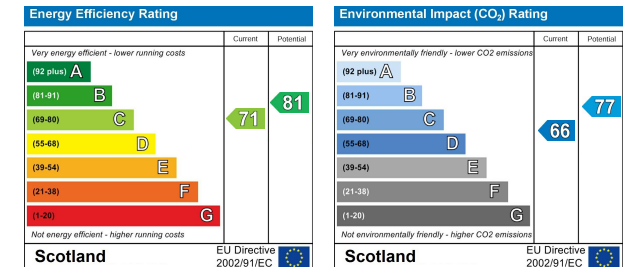 Energy Efficiency Rating
Current Potential
Very energy efficient - lower running costs
(92 plus) A
(81-91) B
81
(69-80) C
71
(55-68) D
(39-54) E
(21-38) F
(1-20) G
Not energy efficient - higher running costs
Scotland
EU Directive
2002/91/EC
Environmental Impact (CO₂) Rating
Current Potential
Very environmentally friendly - lower CO2 emissions
(92 plus) A
(81-91) B
77
(69-80) C
(55-68) D
66
(39-54) E
(21-38) F
(1-20) G
Not environmentally friendly - higher CO2 emissions
Scotland
EU Directive
2002/91/EC